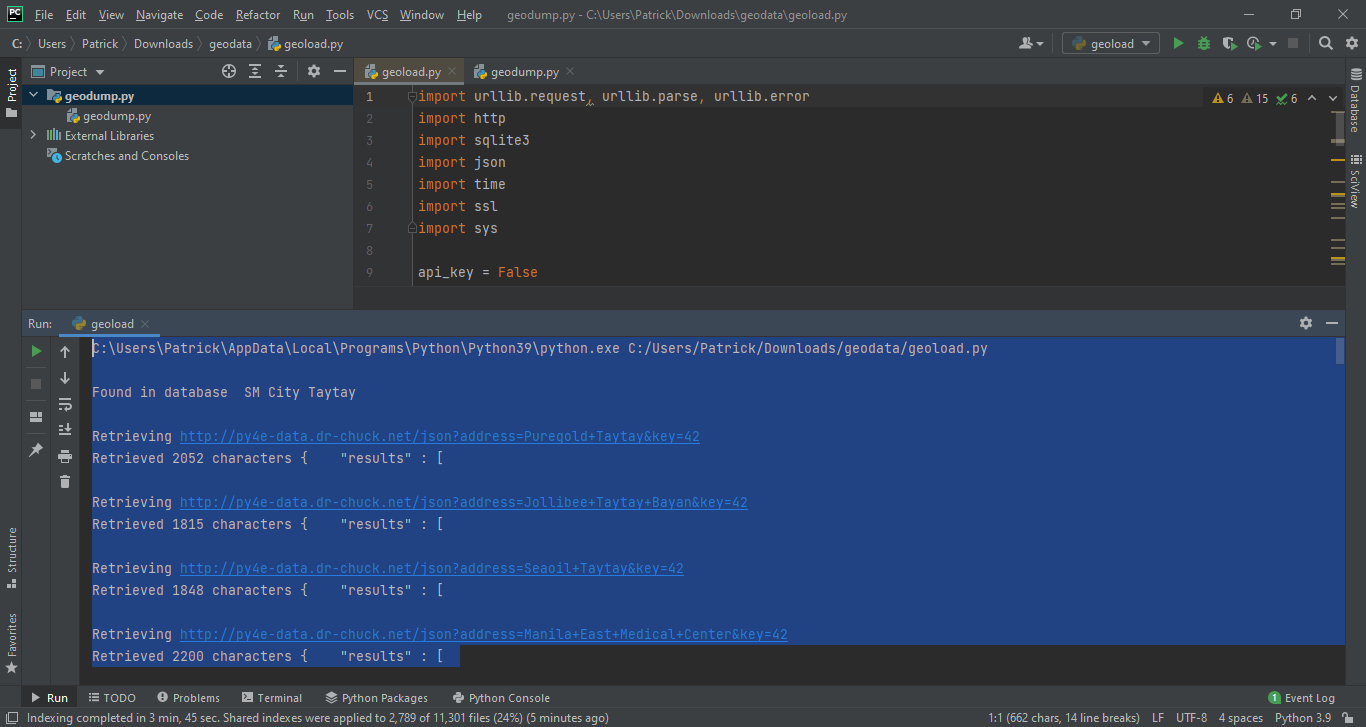 PC File Edit View Navigate Code Refactor Run Tools VCS Window Help geodump.py - C:\Users\Patrick\Downloads\geodata\geoload.py
C: Users Patrick Downloads geodata geoload.py
geoload
Project
geoload.py
geodump.py
Project
geodump.py
geodump.py
External Libraries
Scratches and Consoles
1 import urllib.request, urllib.parse, urllib.error
2 import http
3 import sqlite3
4 import json
5 import time
6 import ssl
7 import sys
8
9 api_key = False
6 15 6
Database
SciView
Run: geoload
C:\Users\Patrick\AppData\Local\Programs\Python\Python39\python.exe C:/Users/Patrick/Downloads/geodata/geoload.py
Found in database  SM City Taytay
Retrieving http://py4e-data.dr-chuck.net/json?address=Puregold+Taytay&key=42
Retrieved 2052 characters {    "results" : [
Retrieving http://py4e-data.dr-chuck.net/json?address=Jollibee+Taytay+Bayan&key=42
Retrieved 1815 characters {    "results" : [
Retrieving http://py4e-data.dr-chuck.net/json?address=Seaoil+Taytay&key=42
Retrieved 1848 characters {    "results" : [
Retrieving http://py4e-data.dr-chuck.net/json?address=Manila+East+Medical+Center&key=42
Retrieved 2200 characters {    "results" : [
Structure
Favorites
Run TODO Problems Terminal Python Packages Python Console 1 Event Log
Indexing completed in 3 min, 45 sec. Shared indexes were applied to 2,789 of 11,301 files (24%) (5 minutes ago) 1:1 (662 chars, 14 line breaks) LF UTF-8 4 spaces Python 3.9